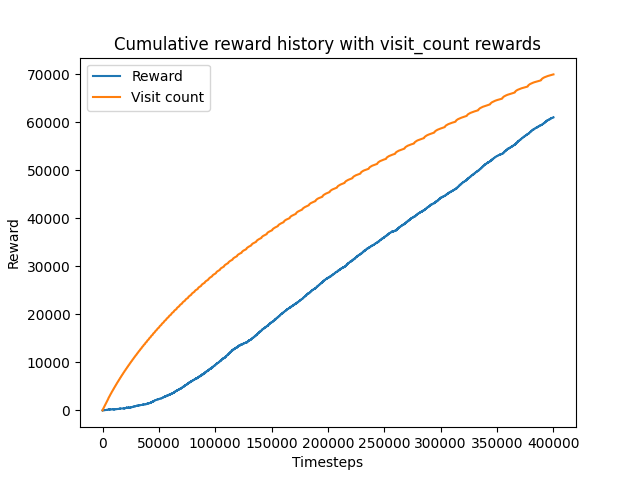 Cumulative reward history with visit_count rewards
Reward
Visit count
70000
60000
50000
40000
30000
20000
10000
0
Reward
0 50000 100000 150000 200000 250000 300000 350000 400000
Timesteps